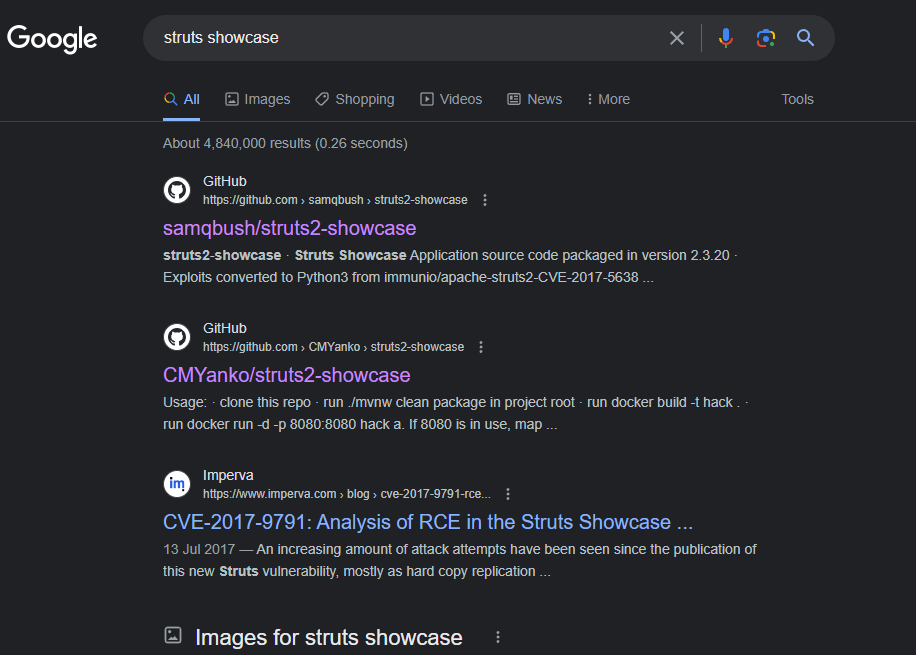 Google
struts showcase
All Images Shopping Videos News More Tools
About 4,840,000 results (0.26 seconds)
GitHub
https://github.com › samqbush › struts2-showcase
samqbush/struts2-showcase
struts2-showcase · Struts Showcase Application source code packaged in version 2.3.20 ·
Exploits converted to Python3 from immunio/apache-struts2-CVE-2017-5638 ...
GitHub
https://github.com › CMYanko › struts2-showcase
CMYanko/struts2-showcase
Usage: · clone this repo · run ./mvnw clean package in project root · run docker build -t hack . ·
run docker run -d -p 8080:8080 hack a. If 8080 is in use, map ...
im
Imperva
https://www.imperva.com › blog › cve-2017-9791-rce...
CVE-2017-9791: Analysis of RCE in the Struts Showcase ...
13 Jul 2017 — An increasing amount of attack attempts have been seen since the publication of
this new Struts vulnerability, mostly as hard copy replication ...
Images for struts showcase